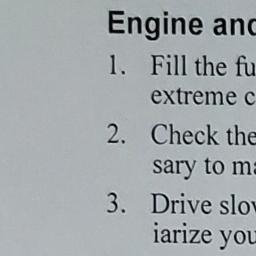 Engine and
1. Fill the fu
extreme c
2. Check the
sary to ma
3. Drive slov
iarize you